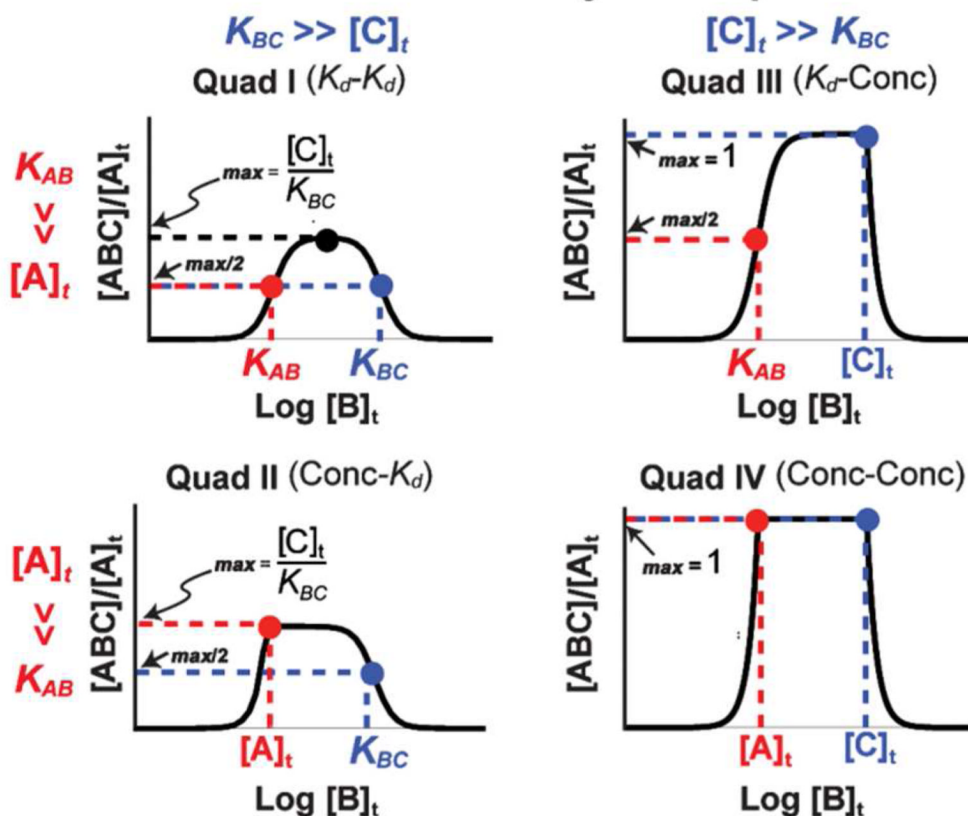 K_BC >> [C]_t
[C]_t >> K_BC
Quad I (K_d-K_d)
K_AB
>>
[A]_t
[ABC]/[A]_t
max = [C]_t
K_BC
max/2
K_AB
K_BC
Log [B]_t
Quad III (K_d-Conc)
[ABC]/[A]_t
max = 1
max/2
K_AB
[C]_t
Log [B]_t
Quad II (Conc-K_d)
[A]_t
>>
K_AB
[ABC]/[A]_t
max = [C]_t
K_BC
max/2
[A]_t
K_BC
Log [B]_t
Quad IV (Conc-Conc)
[ABC]/[A]_t
max = 1
[A]_t
[C]_t
Log [B]_t